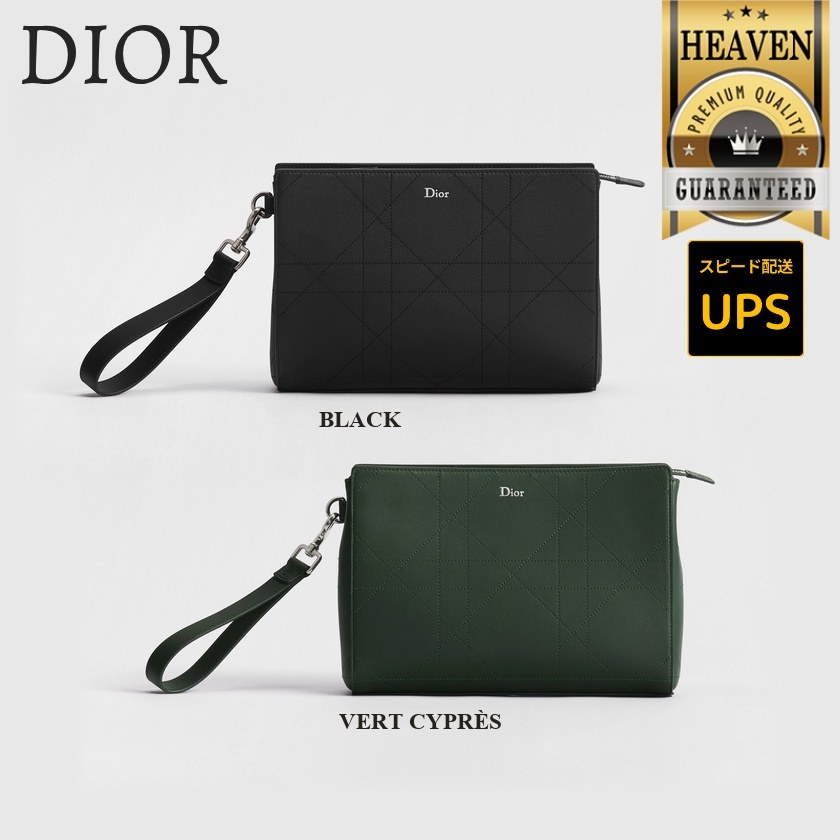 DIOR
HEAVEN
PREMIUM QUALITY
GUARANTEED
スピード配送
UPS
Dior
BLACK
Dior
VERT CYPRÈS